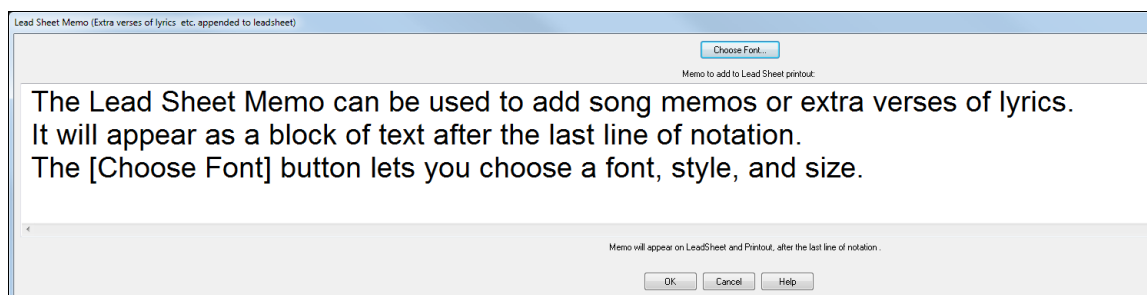 Lead Sheet Memo (Extra verses of lyrics etc. appended to leadsheet)
Choose Font...
Memo to add to Lead Sheet printout:
The Lead Sheet Memo can be used to add song memos or extra verses of lyrics.
It will appear as a block of text after the last line of notation.
The [Choose Font] button lets you choose a font, style, and size.
Memo will appear on LeadSheet and Printout, after the last line of notation .
OK Cancel Help